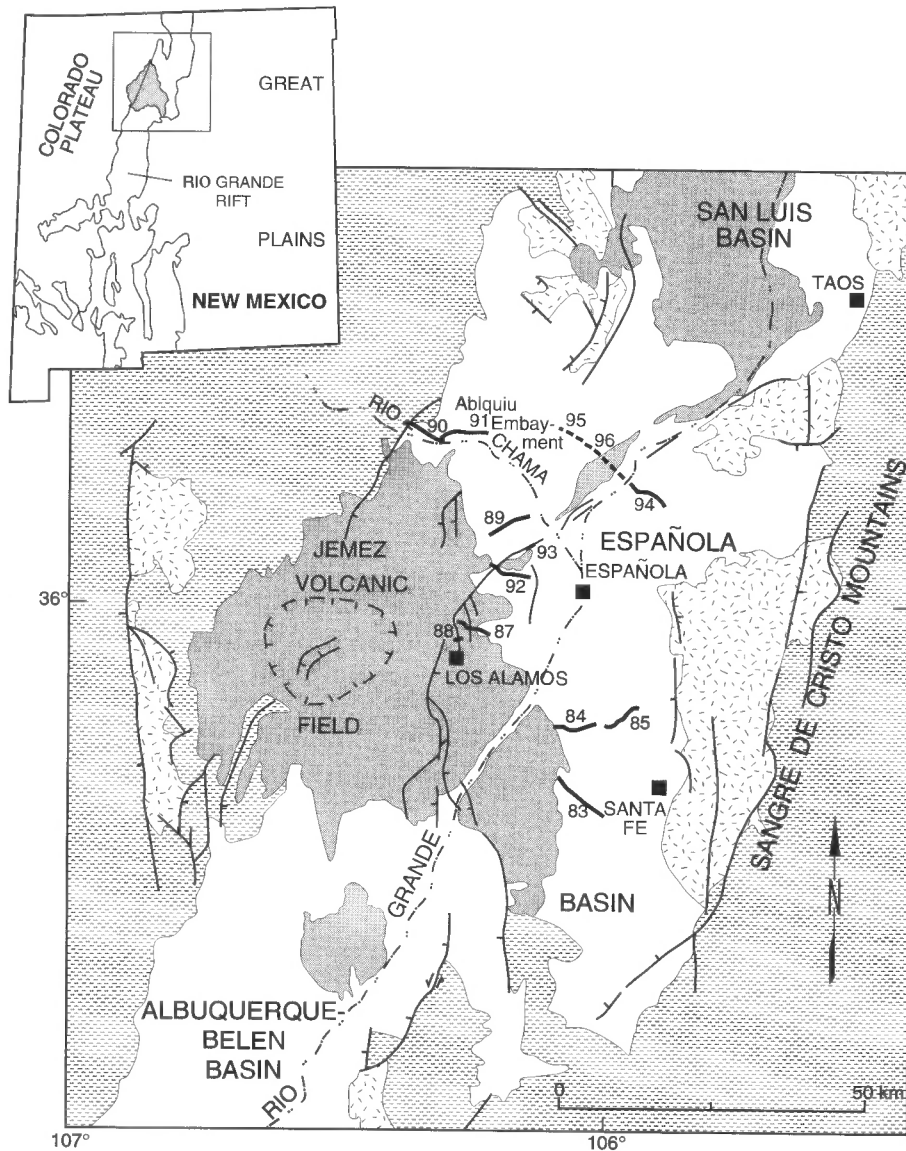 COLORADO
PLATEAU
GREAT
RIO GRANDE
RIFT
PLAINS
NEW MEXICO
SAN LUIS
BASIN
TAOS
RIO
CHAMA
Abiquiu
Embay-
ment
90
91
95
96
94
89
93
92
ESPAÑOLA
ESPAÑOLA
JEMEZ
VOLCANIC
FIELD
36°
88
87
LOS ALAMOS
84
85
83
SANTA
FE
SANGRE DE CRISTO MOUNTAINS
GRANDE
BASIN
N
ALBUQUERQUE-
BELEN
BASIN
RIO
0
50 km
107°
106°